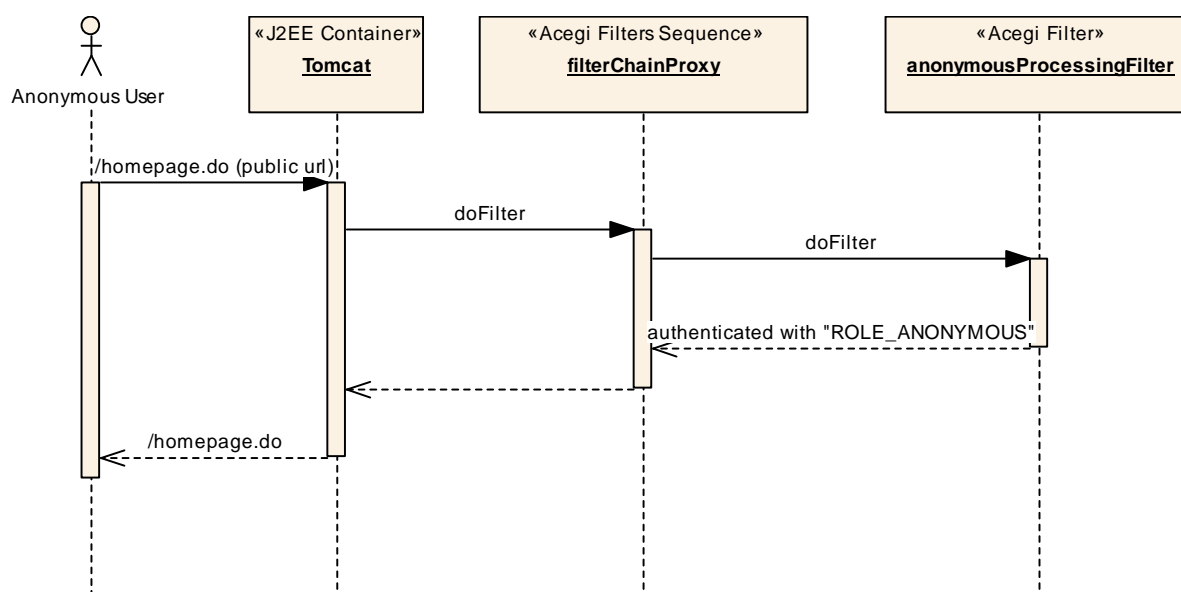 «J2EE Container»
Tomcat
«Acegi Filters Sequence»
filterChainProxy
«Acegi Filter»
anonymousProcessingFilter
Anonymous User
/homepage.do (public url)
doFilter
doFilter
authenticated with "ROLE_ANONYMOUS"
/homepage.do